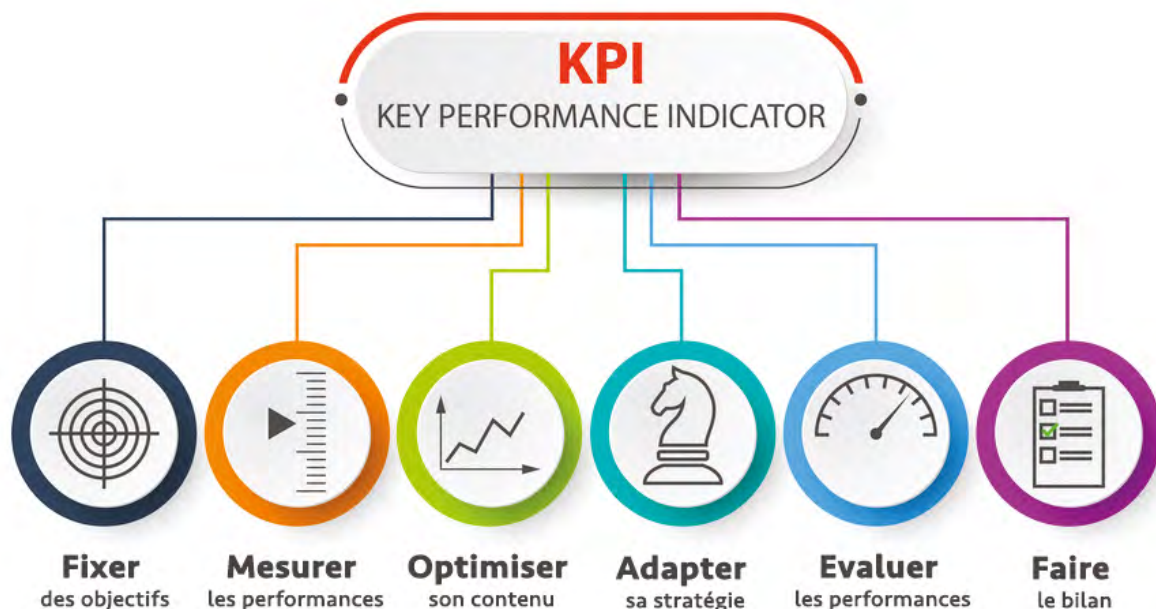 KPI
KEY PERFORMANCE INDICATOR
Fixer
des objectifs
Mesurer
les performances
Optimiser
son contenu
Adapter
sa stratégie
Evaluer
les performances
Faire
le bilan